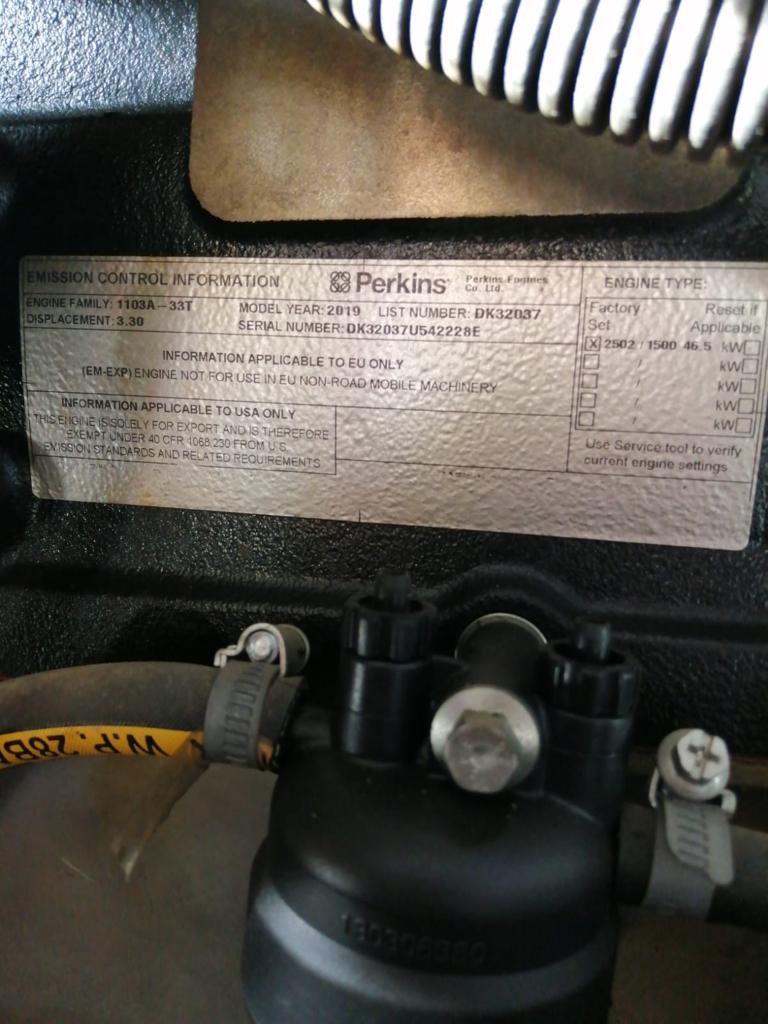 EMISSION CONTROL INFORMATION
Perkins
Perkins Engines
Co. Ltd.
ENGINE FAMILY: 1103A-33T
MODEL YEAR: 2019 LIST NUMBER: DK32037
DISPLACEMENT: 3.30
SERIAL NUMBER: DK32037U542228E
INFORMATION APPLICABLE TO EU ONLY
(EM-EXP) ENGINE NOT FOR USE IN EU NON-ROAD MOBILE MACHINERY
INFORMATION APPLICABLE TO USA ONLY
THIS ENGINE IS SOLELY FOR EXPORT AND IS THEREFORE
EXEMPT UNDER 40 CFR 1068.230 FROM U.S.
EMISSION STANDARDS AND RELATED REQUIREMENTS
ENGINE TYPE:
Factory Reset if
Set Applicable
X 2502 / 1500 46.5 kW
/ kW
/ kW
/ kW
/ kW
Use Service tool to verify
current engine settings
W.P. 28B